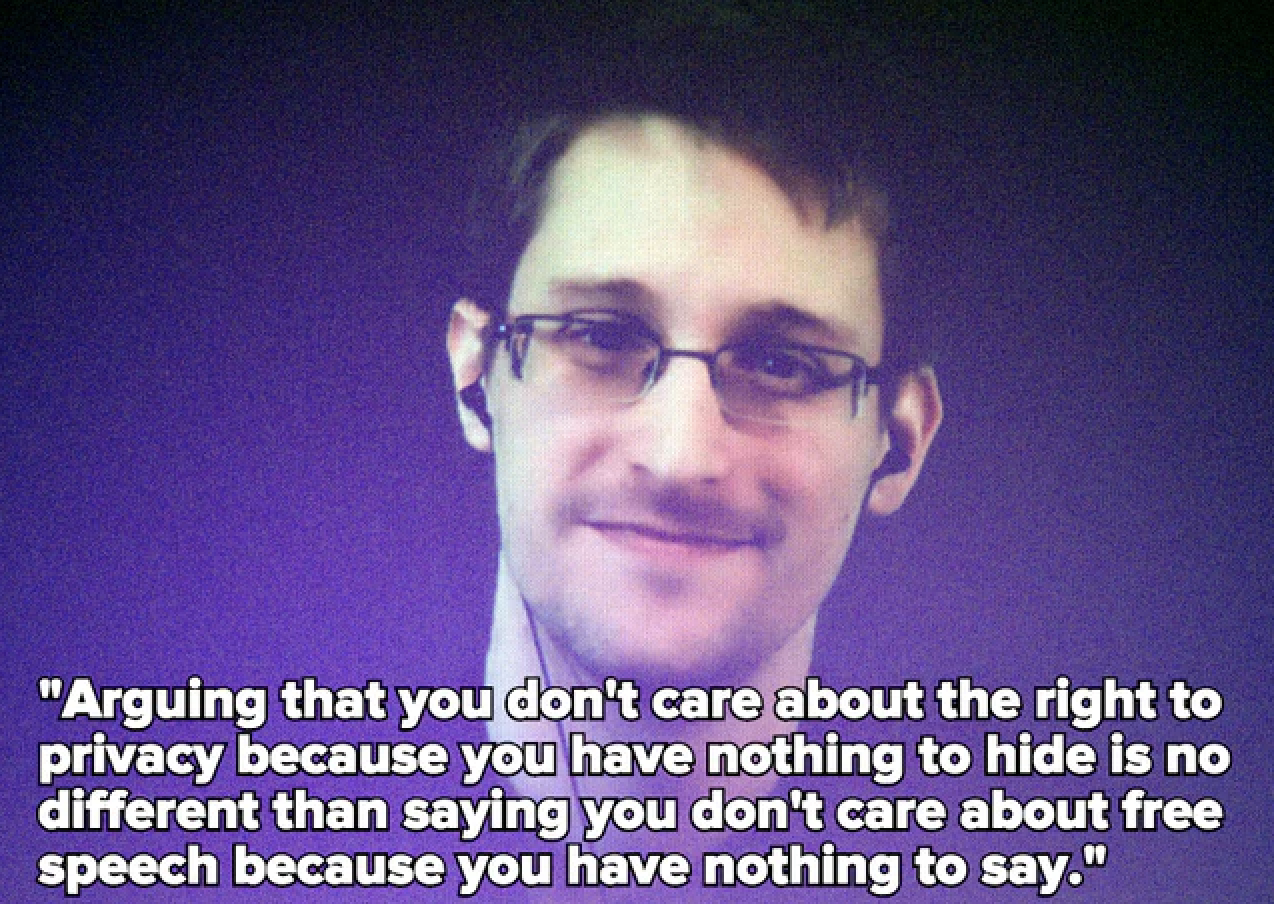 "Arguing that you don't care about the right to
privacy because you have nothing to hide is no
different than saying you don't care about free
speech because you have nothing to say."